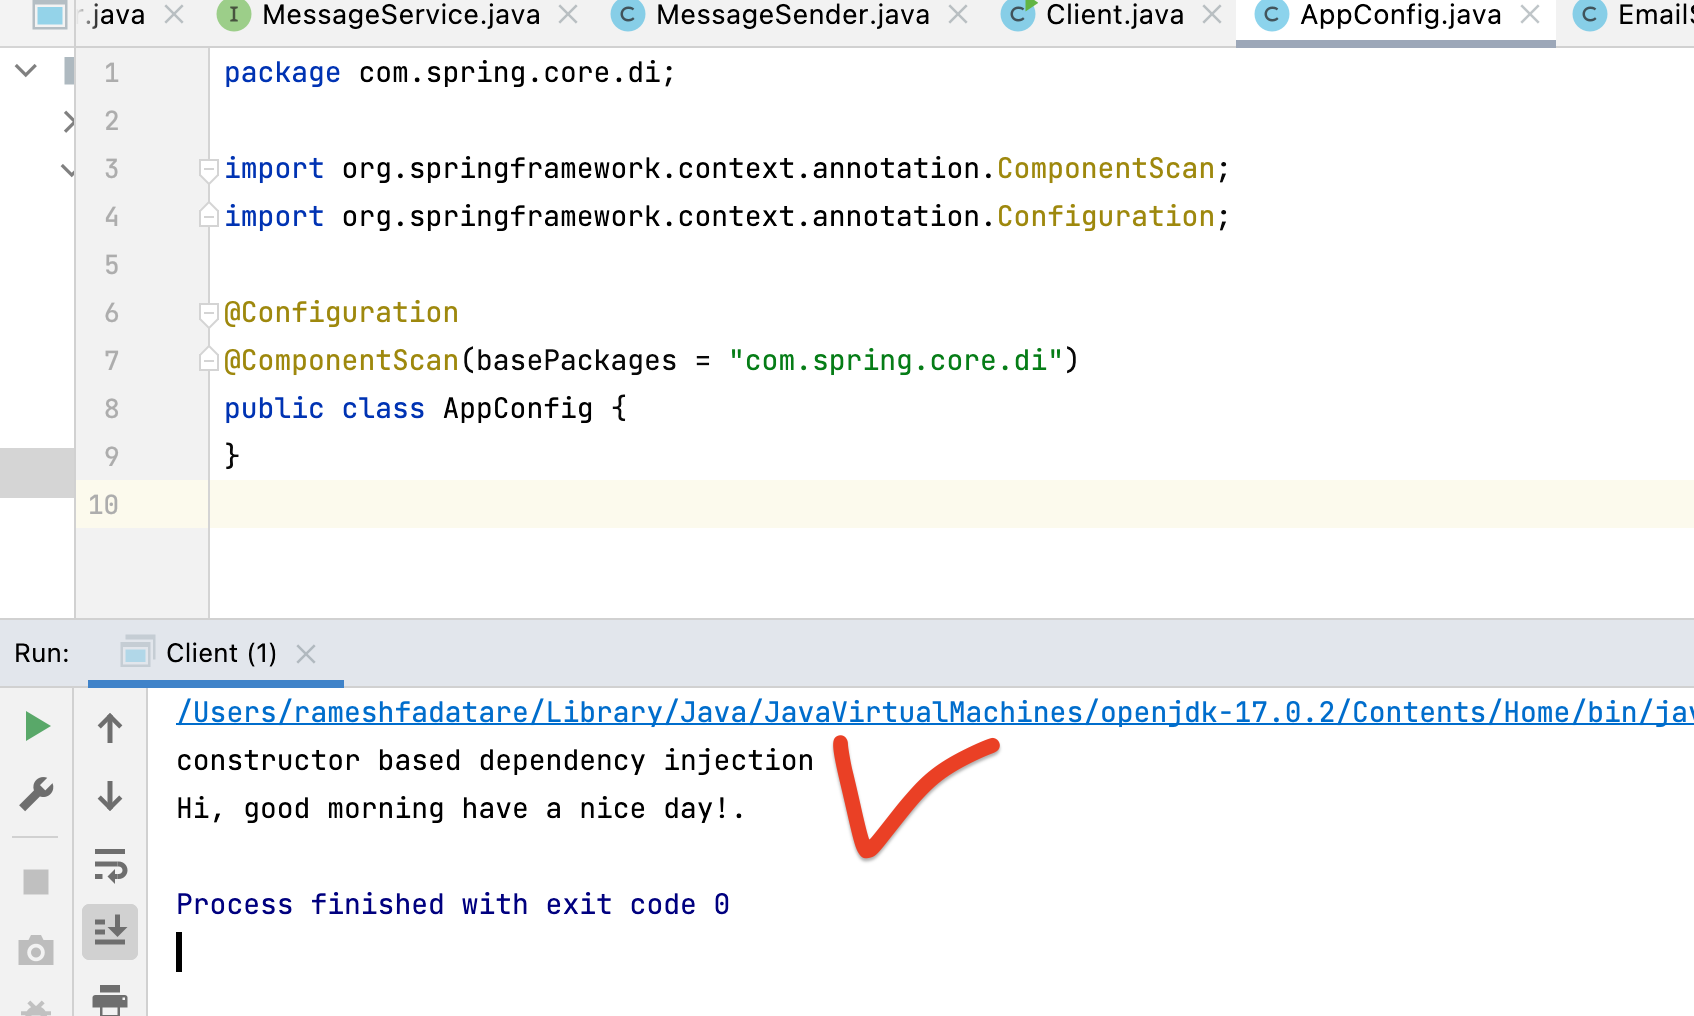 .java MessageService.java MessageSender.java Client.java AppConfig.java Email
1 package com.spring.core.di;
2
3 import org.springframework.context.annotation.ComponentScan;
4 import org.springframework.context.annotation.Configuration;
5
6 @Configuration
7 @ComponentScan(basePackages = "com.spring.core.di")
8 public class AppConfig {
9 }
10
Run: Client (1)
/Users/rameshfadatare/Library/Java/JavaVirtualMachines/openjdk-17.0.2/Contents/Home/bin/jav
constructor based dependency injection
Hi, good morning have a nice day!.
Process finished with exit code 0